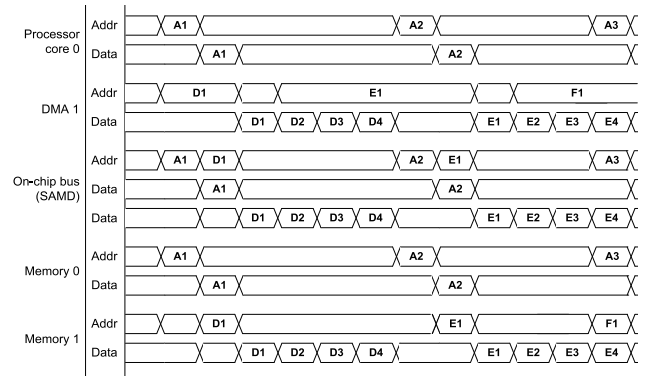 Processor core 0
Addr A1 A2 A3
Data A1 A2
DMA 1
Addr D1 E1 F1
Data D1 D2 D3 D4 E1 E2 E3 E4
On-chip bus (SAMD)
Addr A1 D1 A2 E1 A3
Data A1 A2
Data D1 D2 D3 D4 E1 E2 E3 E4
Memory 0
Addr A1 A2 A3
Data A1 A2
Memory 1
Addr D1 E1 F1
Data D1 D2 D3 D4 E1 E2 E3 E4